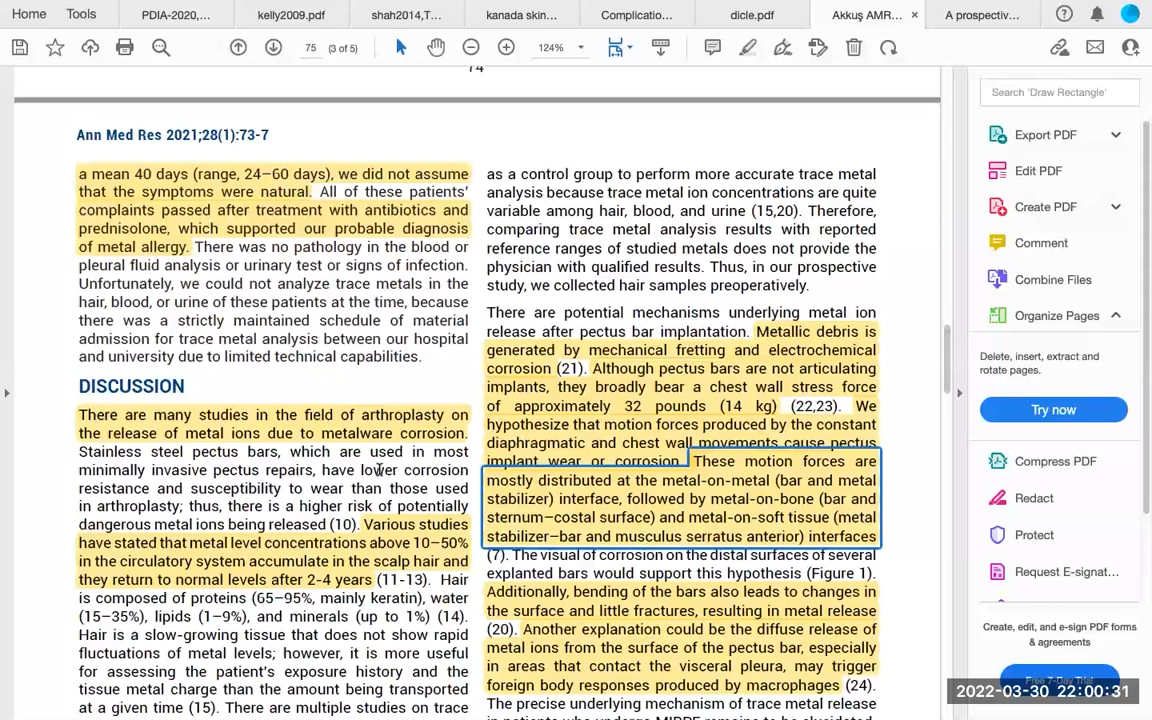 Home
Tools
PDIA-2020,...
kelly2009.pdf
shah2014,T...
kanada skin...
Complicatio...
dicle.pdf
Akkuş AMR...
A prospectiv...
75
(3 of 5)
124%
74
Ann Med Res 2021;28(1):73-7
a mean 40 days (range, 24–60 days), we did not assume
that the symptoms were natural. All of these patients'
complaints passed after treatment with antibiotics and
prednisolone, which supported our probable diagnosis
of metal allergy. There was no pathology in the blood or
pleural fluid analysis or urinary test or signs of infection.
Unfortunately, we could not analyze trace metals in the
hair, blood, or urine of these patients at the time, because
there was a strictly maintained schedule of material
admission for trace metal analysis between our hospital
and university due to limited technical capabilities.
DISCUSSION
There are many studies in the field of arthroplasty on
the release of metal ions due to metalware corrosion.
Stainless steel pectus bars, which are used in most
minimally invasive pectus repairs, have lower corrosion
resistance and susceptibility to wear than those used
in arthroplasty; thus, there is a higher risk of potentially
dangerous metal ions being released (10). Various studies
have stated that metal level concentrations above 10–50%
in the circulatory system accumulate in the scalp hair and
they return to normal levels after 2-4 years (11-13). Hair
is composed of proteins (65–95%, mainly keratin), water
(15–35%), lipids (1–9%), and minerals (up to 1%) (14).
Hair is a slow-growing tissue that does not show rapid
fluctuations of metal levels; however, it is more useful
for assessing the patient's exposure history and the
tissue metal charge than the amount being transported
at a given time (15). There are multiple studies on trace
as a control group to perform more accurate trace metal
analysis because trace metal ion concentrations are quite
variable among hair, blood, and urine (15,20). Therefore,
comparing trace metal analysis results with reported
reference ranges of studied metals does not provide the
physician with qualified results. Thus, in our prospective
study, we collected hair samples preoperatively.
There are potential mechanisms underlying metal ion
release after pectus bar implantation. Metallic debris is
generated by mechanical fretting and electrochemical
corrosion (21). Although pectus bars are not articulating
implants, they broadly bear a chest wall stress force
of approximately 32 pounds (14 kg) (22,23). We
hypothesize that motion forces produced by the constant
diaphragmatic and chest wall movements cause pectus
implant wear or corrosion. These motion forces are
mostly distributed at the metal-on-metal (bar and metal
stabilizer) interface, followed by metal-on-bone (bar and
sternum–costal surface) and metal-on-soft tissue (metal
stabilizer–bar and musculus serratus anterior) interfaces
(7). The visual of corrosion on the distal surfaces of several
explanted bars would support this hypothesis (Figure 1).
Additionally, bending of the bars also leads to changes in
the surface and little fractures, resulting in metal release
(20). Another explanation could be the diffuse release of
metal ions from the surface of the pectus bar, especially
in areas that contact the visceral pleura, may trigger
foreign body responses produced by macrophages (24).
The precise underlying mechanism of trace metal release
in patients who undergo MIRPE remains to be elucidated.
Search 'Draw Rectangle'
Export PDF
Edit PDF
Create PDF
Comment
Combine Files
Organize Pages
Delete, insert, extract and
rotate pages.
Try now
Compress PDF
Redact
Protect
Request E-signat...
Create, edit, and e-sign PDF forms
& agreements
Free 7-Day Trial
2022-03-30 22:00:31